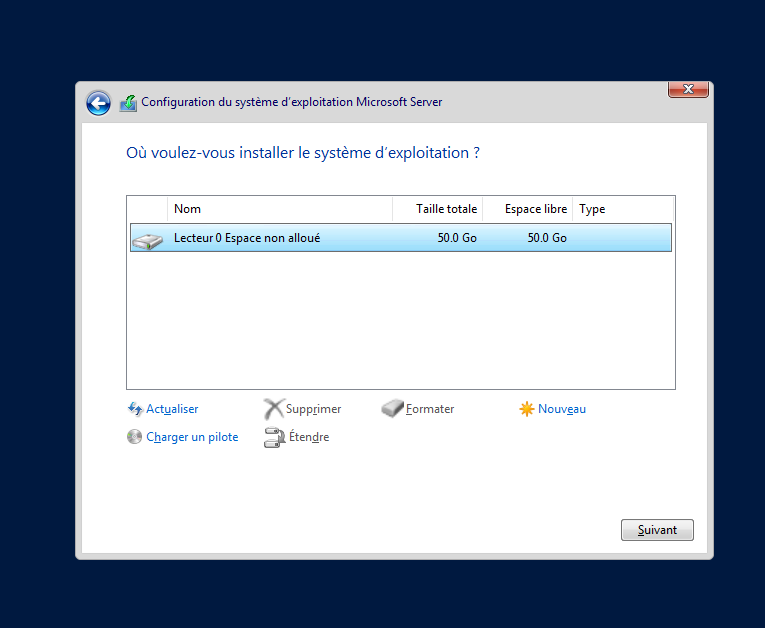 Configuration du système d'exploitation Microsoft Server
Où voulez-vous installer le système d'exploitation ?
Nom Taille totale Espace libre Type
Lecteur 0 Espace non alloué 50.0 Go 50.0 Go
Actualiser Supprimer Formater Nouveau
Charger un pilote Étendre
Suivant